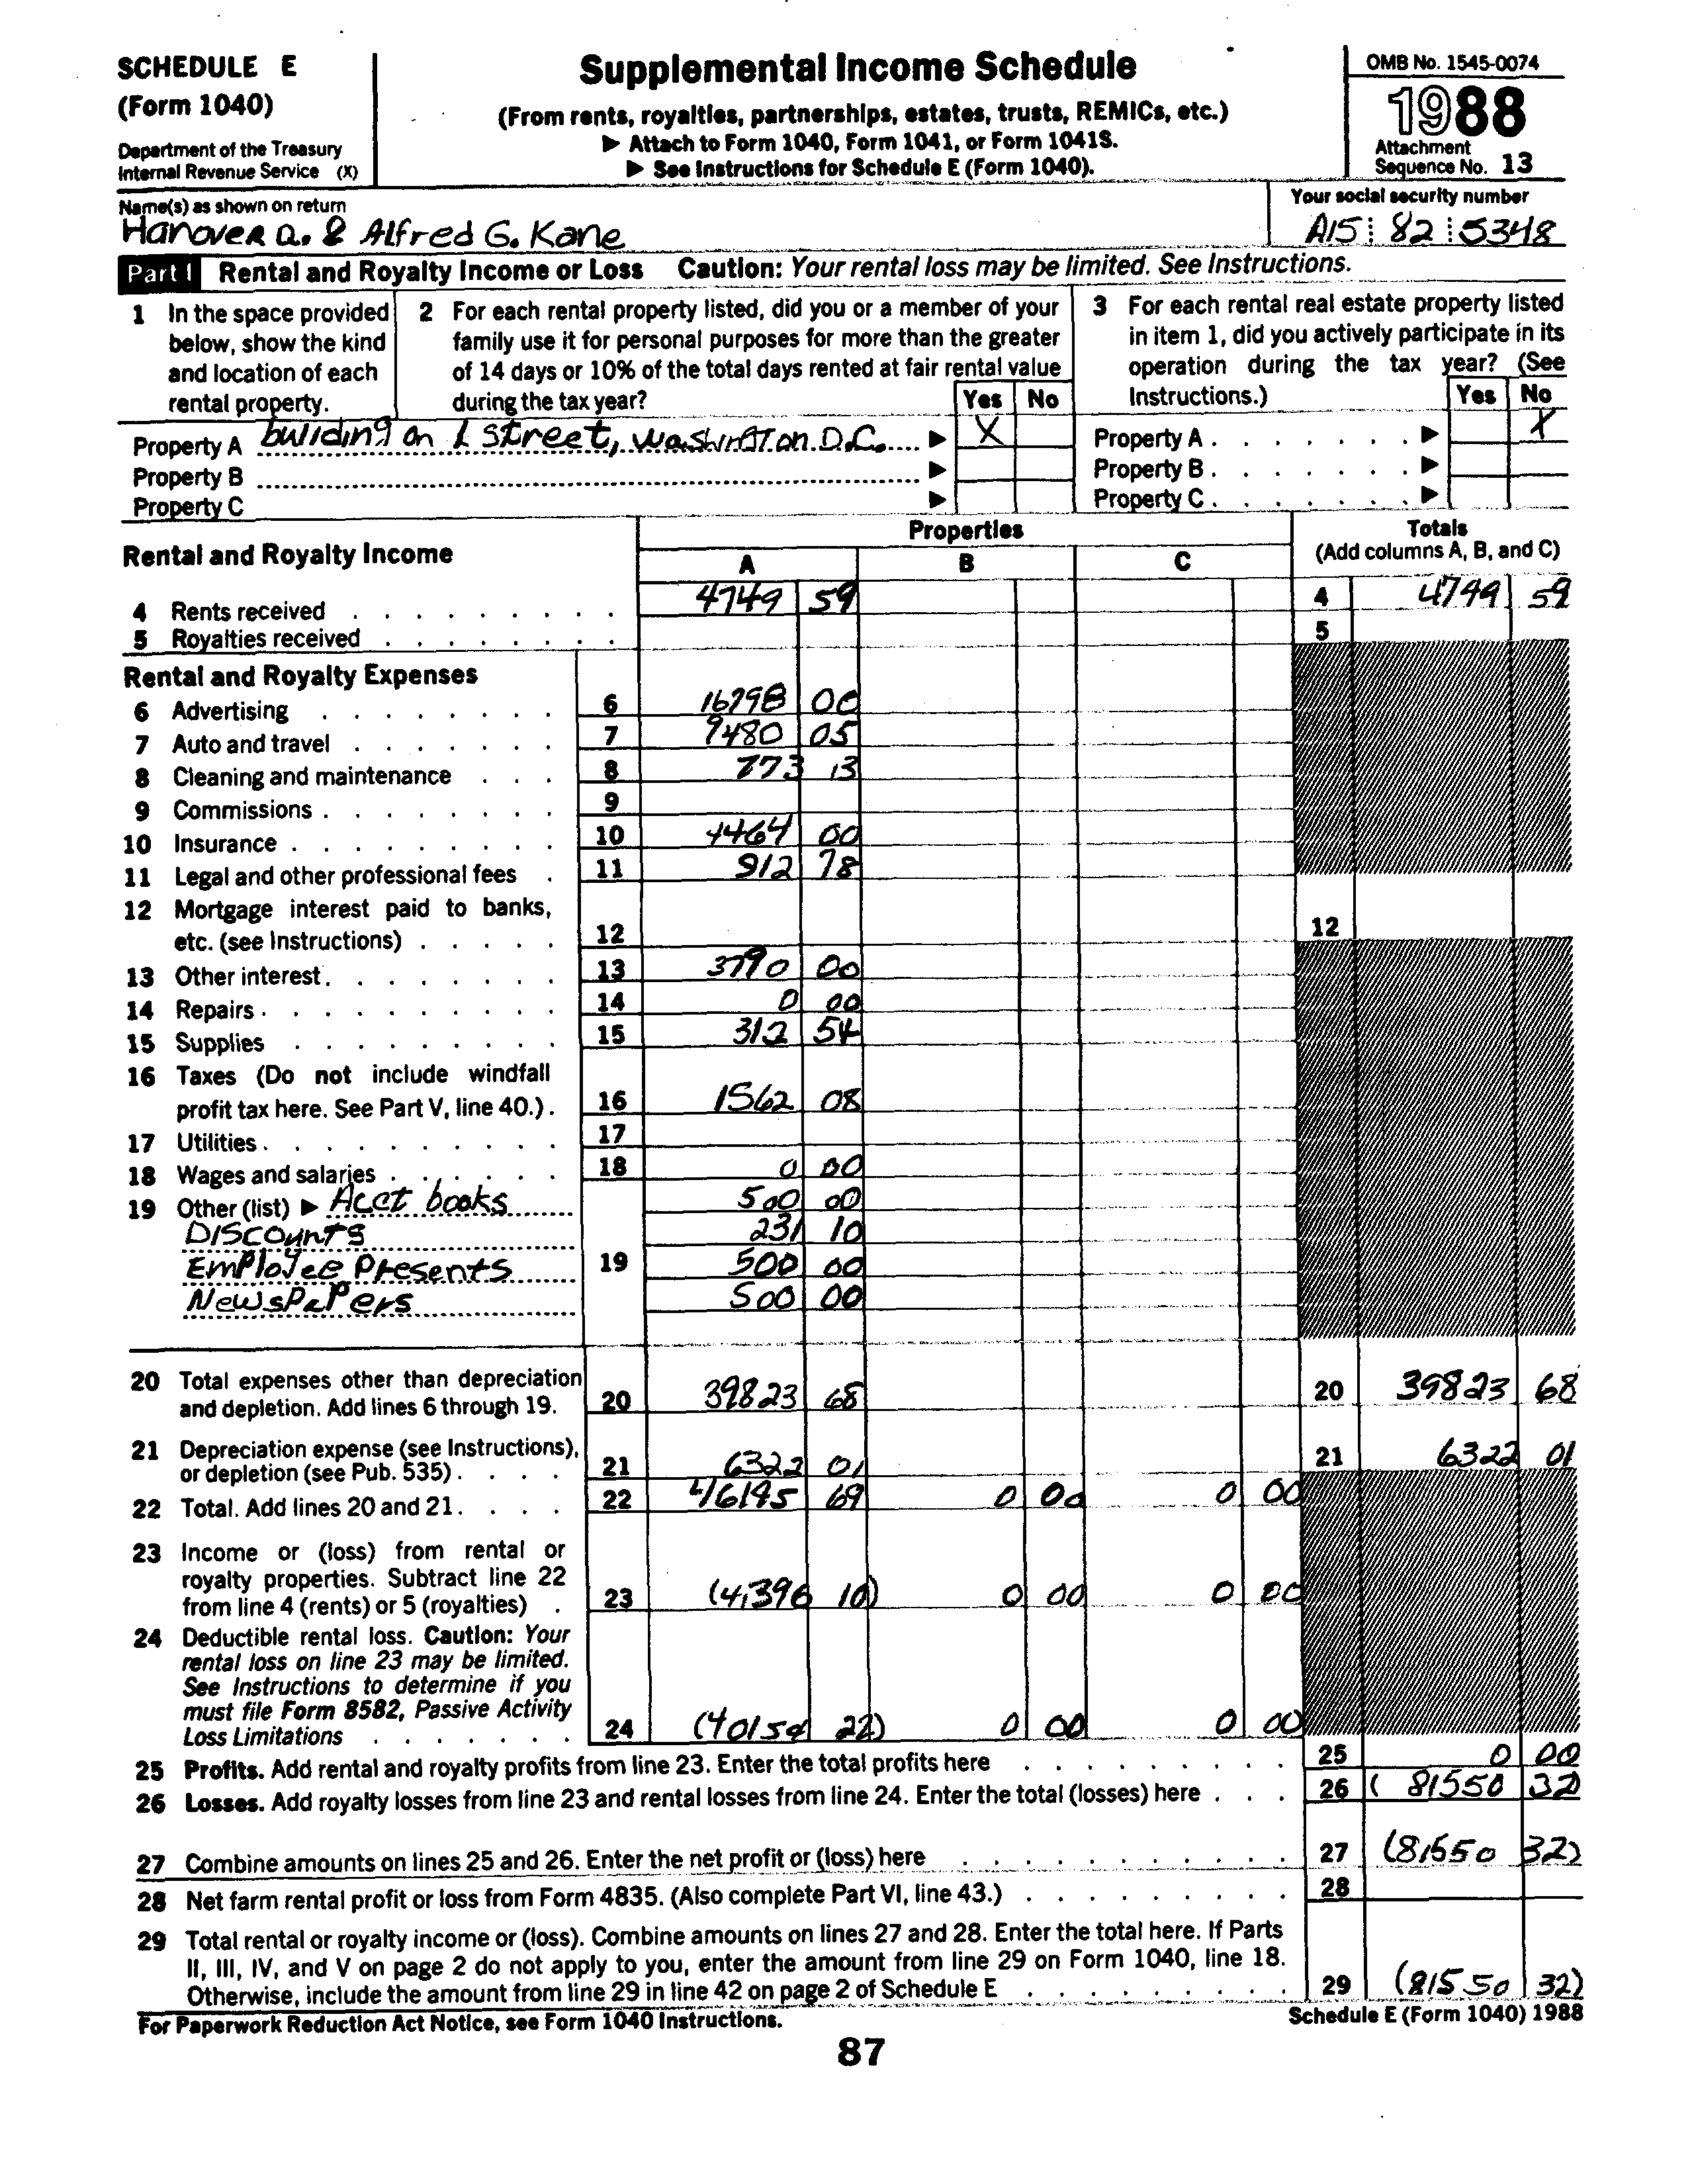 SCHEDULE E
(Form 1040)
Department of the Treasury
Internal Revenue Service (X)
Supplemental Income Schedule
(From rents, royalties, partnerships, estates, trusts, REMICs, etc.)
▶ Attach to Form 1040, Form 1041, or Form 1041S.
▶ See Instructions for Schedule E (Form 1040).
OMB No. 1545-0074
1988
Attachment
Sequence No. 13
Name(s) as shown on return
Hanover a. & Alfred G. Kane
Your social security number
A15 82 5348
Part I Rental and Royalty Income or Loss Caution: Your rental loss may be limited. See Instructions.
1 In the space provided
below, show the kind
and location of each
rental property.
2 For each rental property listed, did you or a member of your
family use it for personal purposes for more than the greater
of 14 days or 10% of the total days rented at fair rental value
during the tax year? Yes No
3 For each rental real estate property listed
in item 1, did you actively participate in its
operation during the tax year? (See
Instructions.) Yes No
Property A building on L Street, Washington D.C. ▶ X
Property B ▶
Property C ▶
Property A ▶ X
Property B ▶
Property C ▶
Rental and Royalty Income
Properties
A B C
Totals
(Add columns A, B, and C)
4 Rents received 4749 59 4 4749 59
5 Royalties received 5
Rental and Royalty Expenses
6 Advertising 6 16798 00
7 Auto and travel 7 9480 05
8 Cleaning and maintenance 8 773 13
9 Commissions 9
10 Insurance 10 4464 00
11 Legal and other professional fees 11 912 78
12 Mortgage interest paid to banks,
etc. (see Instructions) 12 12
13 Other interest 13 3790 00
14 Repairs 14 0 00
15 Supplies 15 312 54
16 Taxes (Do not include windfall
profit tax here. See Part V, line 40.) 16 1562 08
17 Utilities 17
18 Wages and salaries 18 0 00
19 Other (list) ▶ Acct books 500 00
Discounts 231 10
Employee Presents 19 500 00
Newspapers 500 00
20 Total expenses other than depreciation
and depletion. Add lines 6 through 19. 20 39823 68 20 39823 68
21 Depreciation expense (see Instructions),
or depletion (see Pub. 535) 21 6322 01 21 6322 01
22 Total. Add lines 20 and 21 22 46145 69 0 00 0 00
23 Income or (loss) from rental or
royalty properties. Subtract line 22
from line 4 (rents) or 5 (royalties) 23 (41396 10) 0 00 0 00
24 Deductible rental loss. Caution: Your
rental loss on line 23 may be limited.
See Instructions to determine if you
must file Form 8582, Passive Activity
Loss Limitations 24 (40154 22) 0 00 0 00
25 Profits. Add rental and royalty profits from line 23. Enter the total profits here 25 0 00
26 Losses. Add royalty losses from line 23 and rental losses from line 24. Enter the total (losses) here 26 ( 81550 32)
27 Combine amounts on lines 25 and 26. Enter the net profit or (loss) here 27 (81550 32)
28 Net farm rental profit or loss from Form 4835. (Also complete Part VI, line 43.) 28
29 Total rental or royalty income or (loss). Combine amounts on lines 27 and 28. Enter the total here. If Parts
II, III, IV, and V on page 2 do not apply to you, enter the amount from line 29 on Form 1040, line 18.
Otherwise, include the amount from line 29 in line 42 on page 2 of Schedule E 29 (81550 32)
For Paperwork Reduction Act Notice, see Form 1040 Instructions.
Schedule E (Form 1040) 1988
87